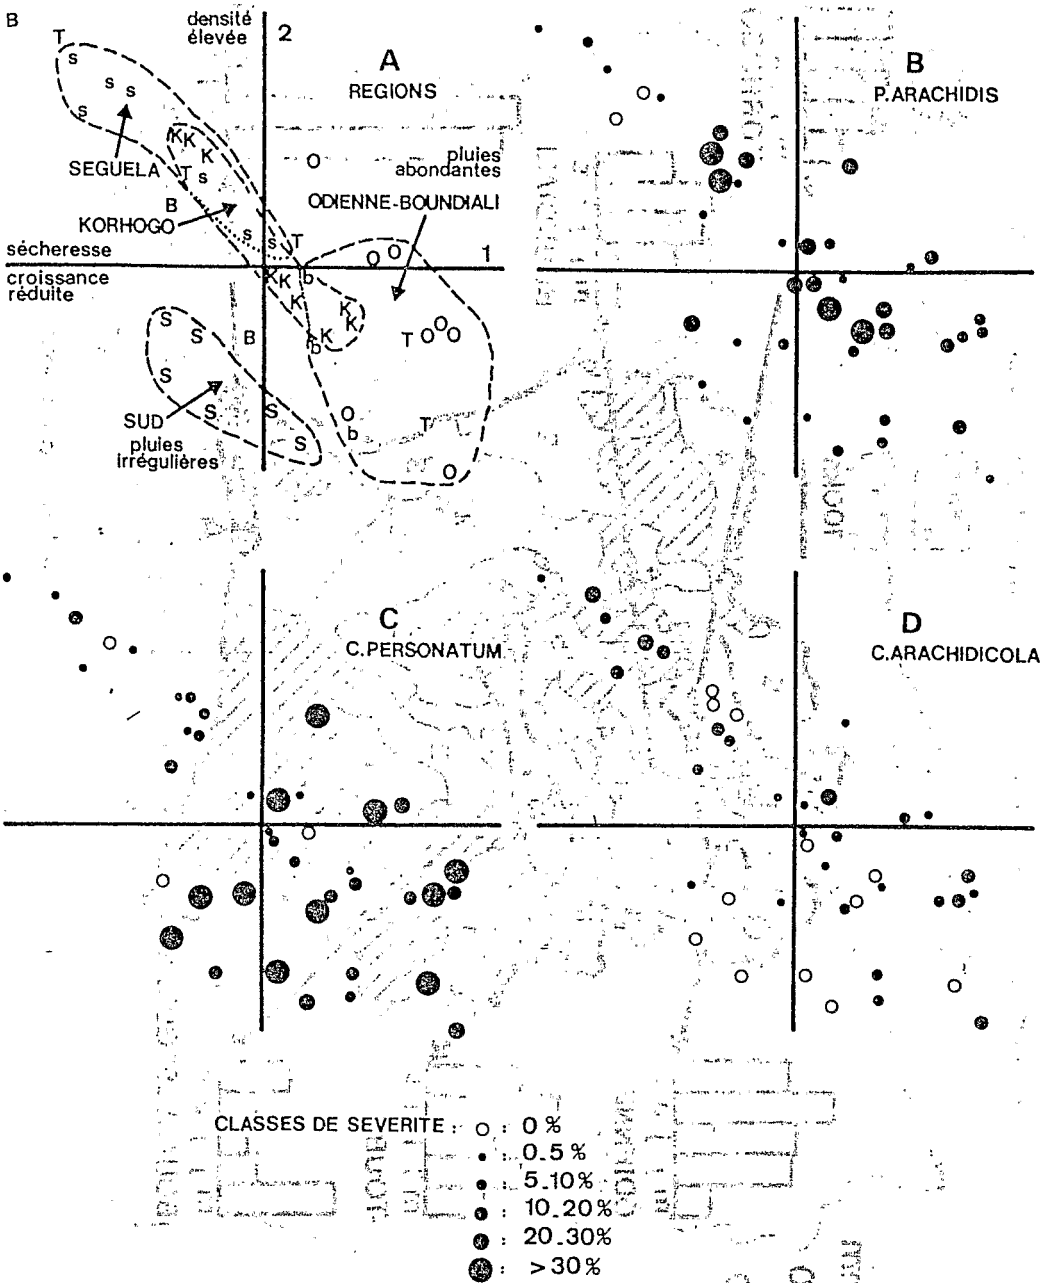 B
densité
élevée
2
A
REGIONS
B
P.ARACHIDIS
T
s
s s
s
SEGUELA
K K
K
T s
O
pluies
abondantes
ODIENNE-BOUNDIALI
B
KORHOGO
s
s
T
O O
sécheresse
1
croissance
réduite
K K
b
K
K
K
K
b
S
S
B
T O O O
S
S
S
SUD
pluies
irrégulières
O
b
T
S
O
C
C.PERSONATUM
D
C.ARACHIDICOLA
CLASSES DE SEVERITE : O : 0 %
: 0.5 %
: 5.10%
: 10.20%
: 20.30%
: >30%